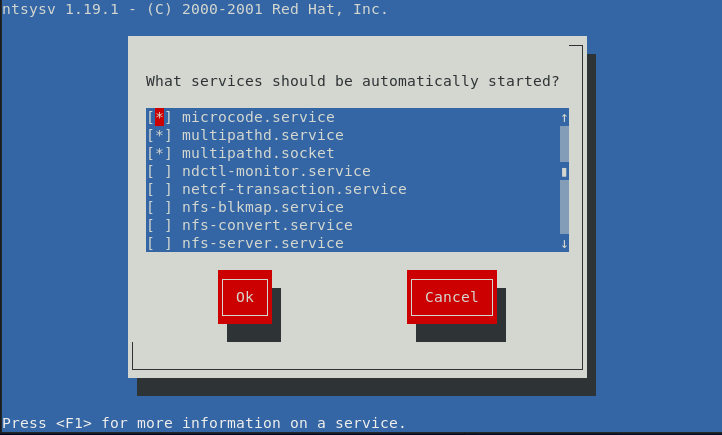 ntsysv 1.19.1 - (C) 2000-2001 Red Hat, Inc.
What services should be automatically started?
[*] microcode.service ↑
[*] multipathd.service
[*] multipathd.socket
[ ] ndctl-monitor.service
[ ] netcf-transaction.service
[ ] nfs-blkmap.service
[ ] nfs-convert.service
[ ] nfs-server.service ↓
Ok Cancel
Press <F1> for more information on a service.